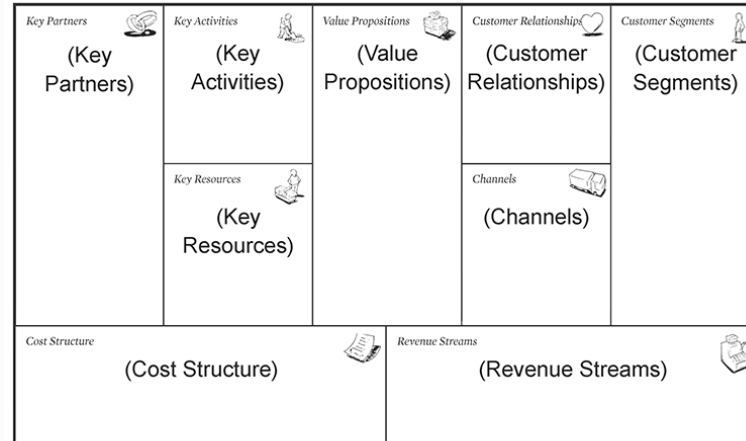 Key Partners
(Key
Partners)
Key Activities
(Key
Activities)
Key Resources
(Key
Resources)
Value Propositions
(Value
Propositions)
Customer Relationships
(Customer
Relationships)
Channels
(Channels)
Customer Segments
(Customer
Segments)
Cost Structure
(Cost Structure)
Revenue Streams
(Revenue Streams)